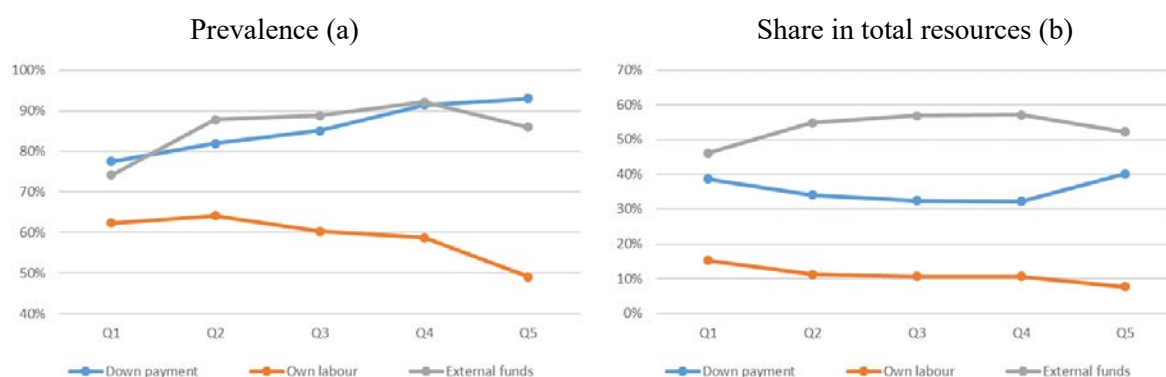 Prevalence (a)
100%
90%
80%
70%
60%
50%
40%
Q1 Q2 Q3 Q4 Q5
Down payment Own labour External funds
Share in total resources (b)
70%
60%
50%
40%
30%
20%
10%
0%
Q1 Q2 Q3 Q4 Q5
Down payment Own labour External funds